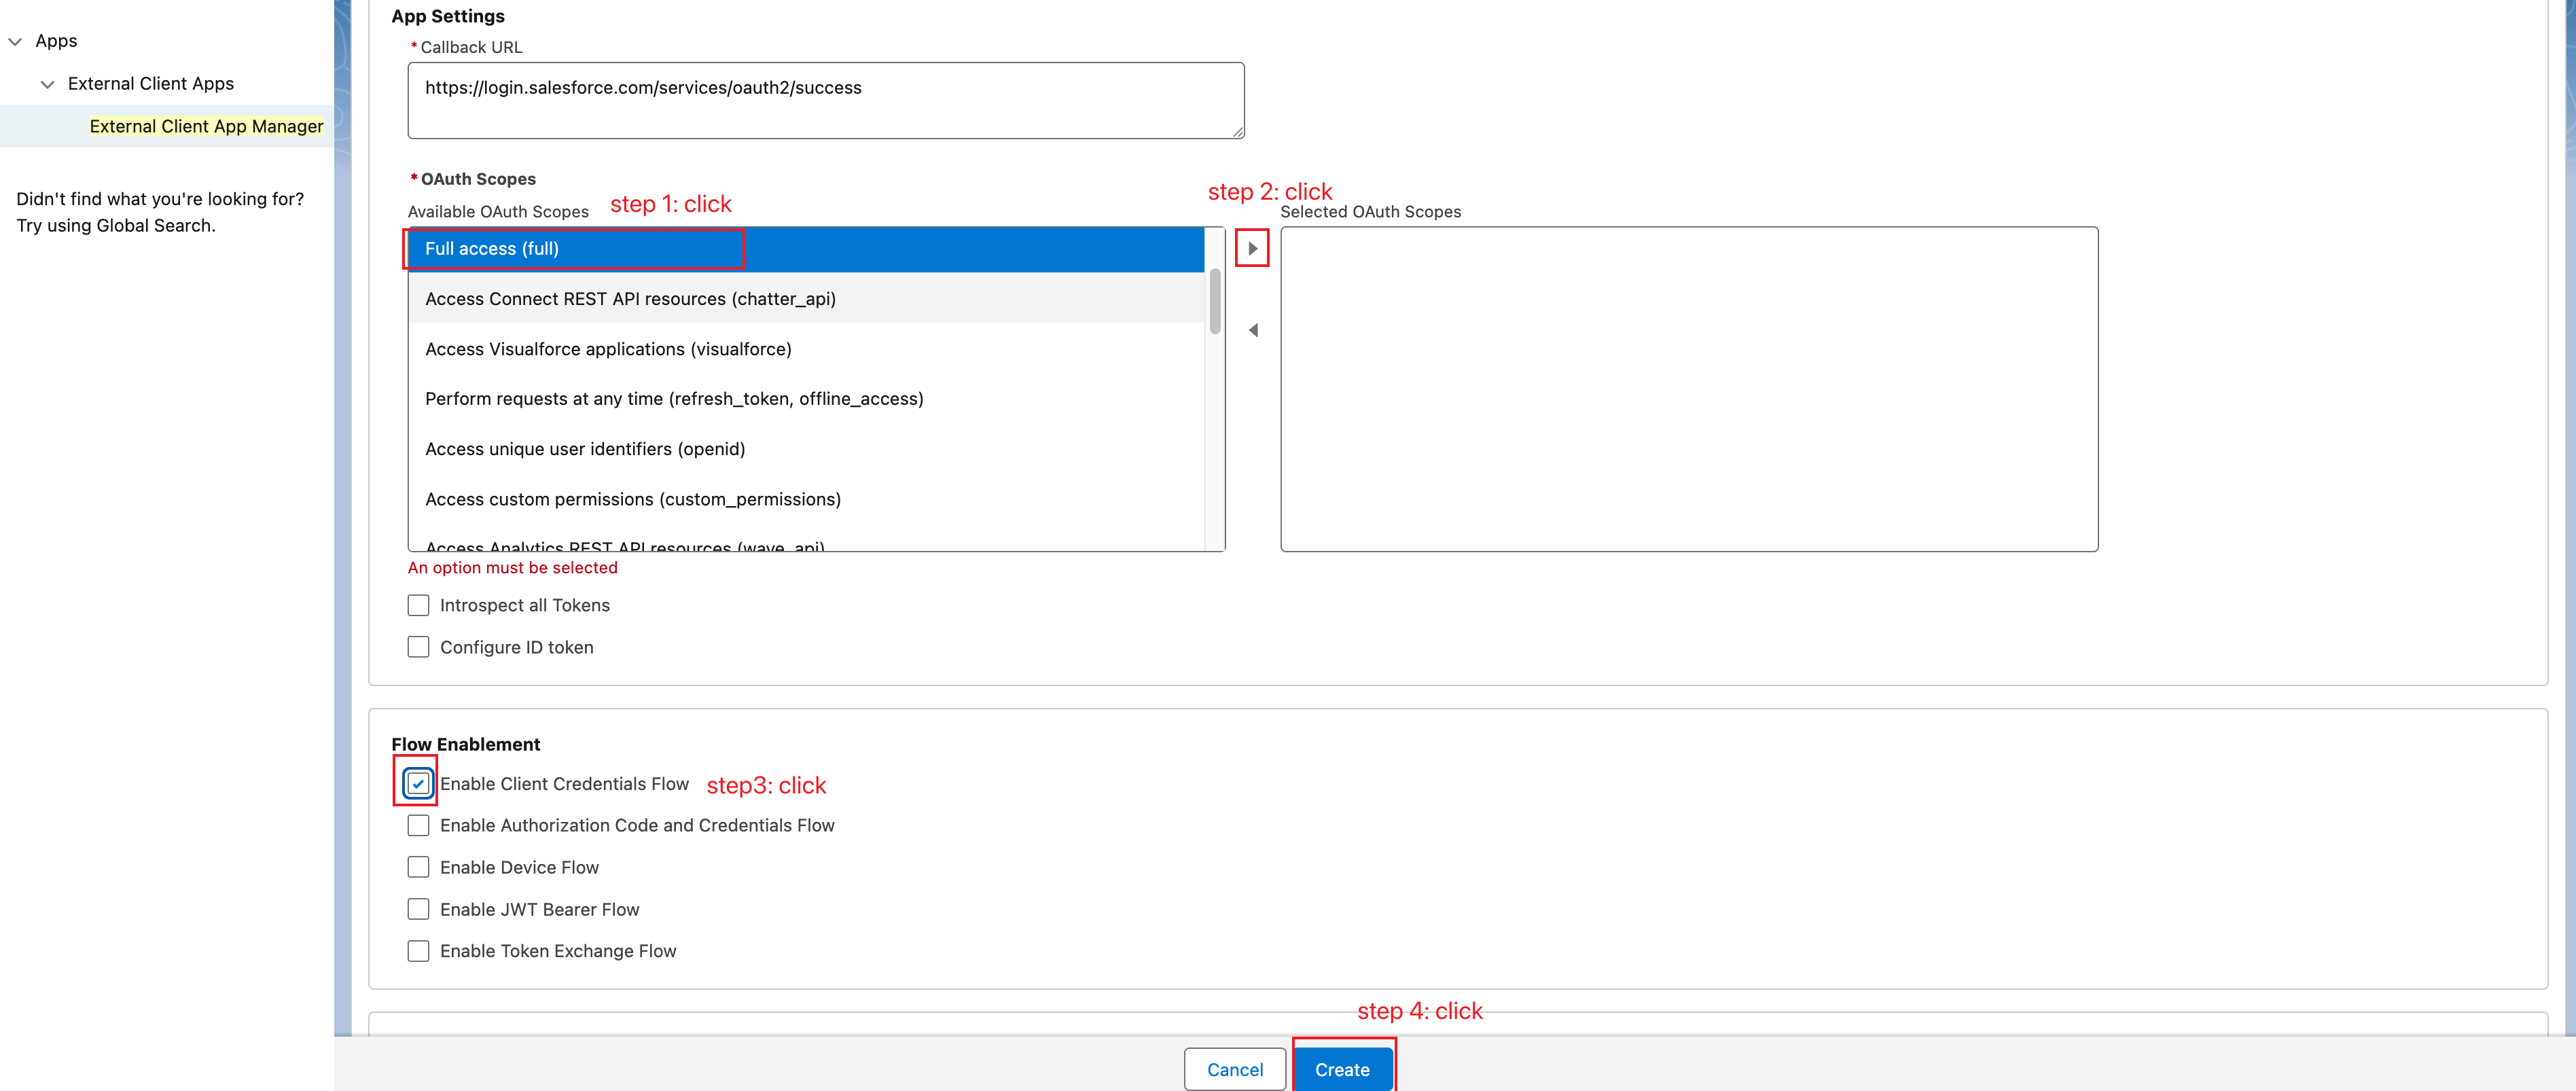 App Settings
Apps
* Callback URL
External Client Apps
https://login.salesforce.com/services/oauth2/success
External Client App Manager
Didn't find what you're looking for?
Try using Global Search.
* OAuth Scopes
step 1: click
step 2: click
Available OAuth Scopes
Selected OAuth Scopes
Full access (full)
Access Connect REST API resources (chatter_api)
Access Visualforce applications (visualforce)
Perform requests at any time (refresh_token, offline_access)
Access unique user identifiers (openid)
Access custom permissions (custom_permissions)
Access Analytics REST API resources (wave_api)
An option must be selected
Introspect all Tokens
Configure ID token
Flow Enablement
Enable Client Credentials Flow
step3: click
Enable Authorization Code and Credentials Flow
Enable Device Flow
Enable JWT Bearer Flow
Enable Token Exchange Flow
step 4: click
Cancel
Create